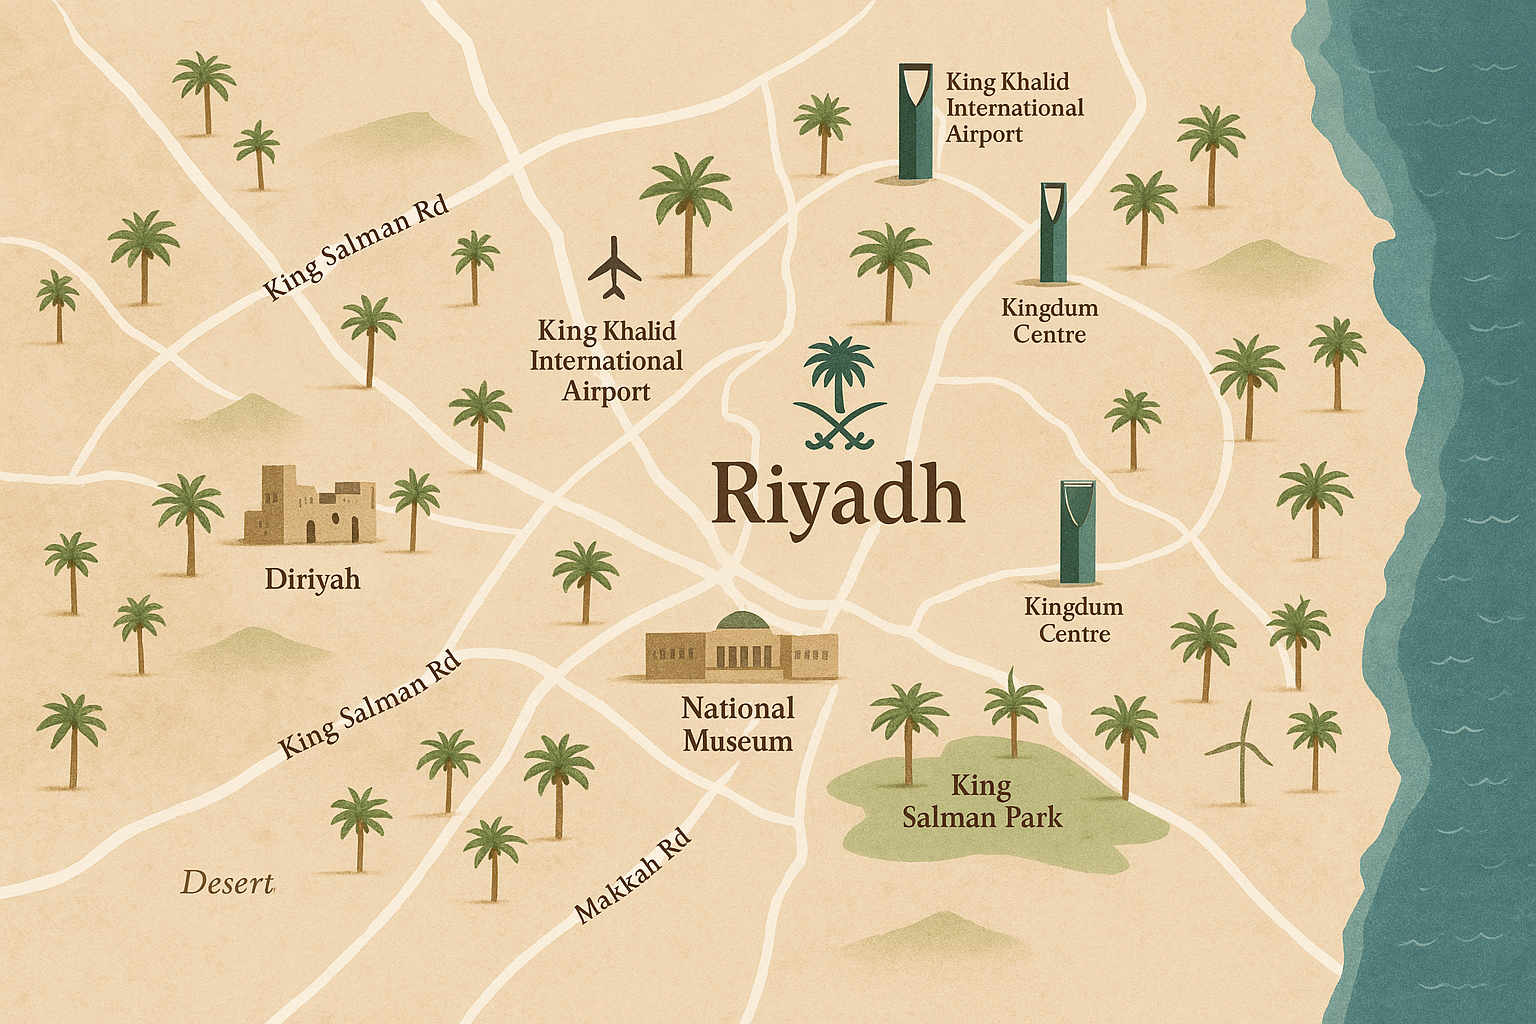 King Khalid
International
Airport
King Salman Rd
Kingdum
Centre
King Khalid
International
Airport
Riyadh
Diriyah
Kingdum
Centre
King Salman Rd
National
Museum
King
Salman Park
Makkah Rd
Desert